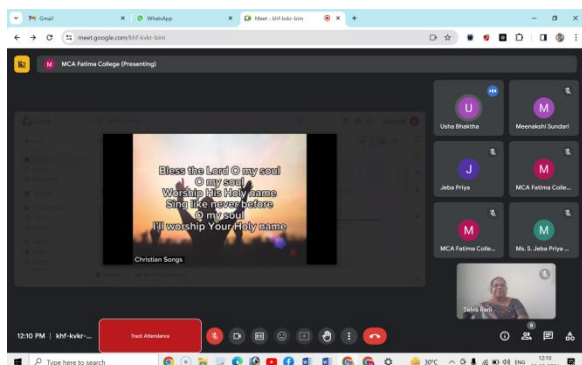 Gmail
WhatsApp
Meet - khf-kvkr-bim
meet.google.com/khf-kvkr-bim
M MCA Fatima College (Presenting)
Bless the Lord O my soul
O my soul
Worship His Holy name
Sing like never before
O my soul
I'll worship Your Holy name
Christian Songs
U
Usha Bhaktha
M
Meenakshi Sundari
J
Jeba Priya
M
MCA Fatima Colle...
M
MCA Fatima Colle...
M
Ms. S. Jeba Priya ...
Selva Rani
12:10 PM | khf-kvkr-...
Track Attendance
8
Type here to search
30°C
ENG
12:10